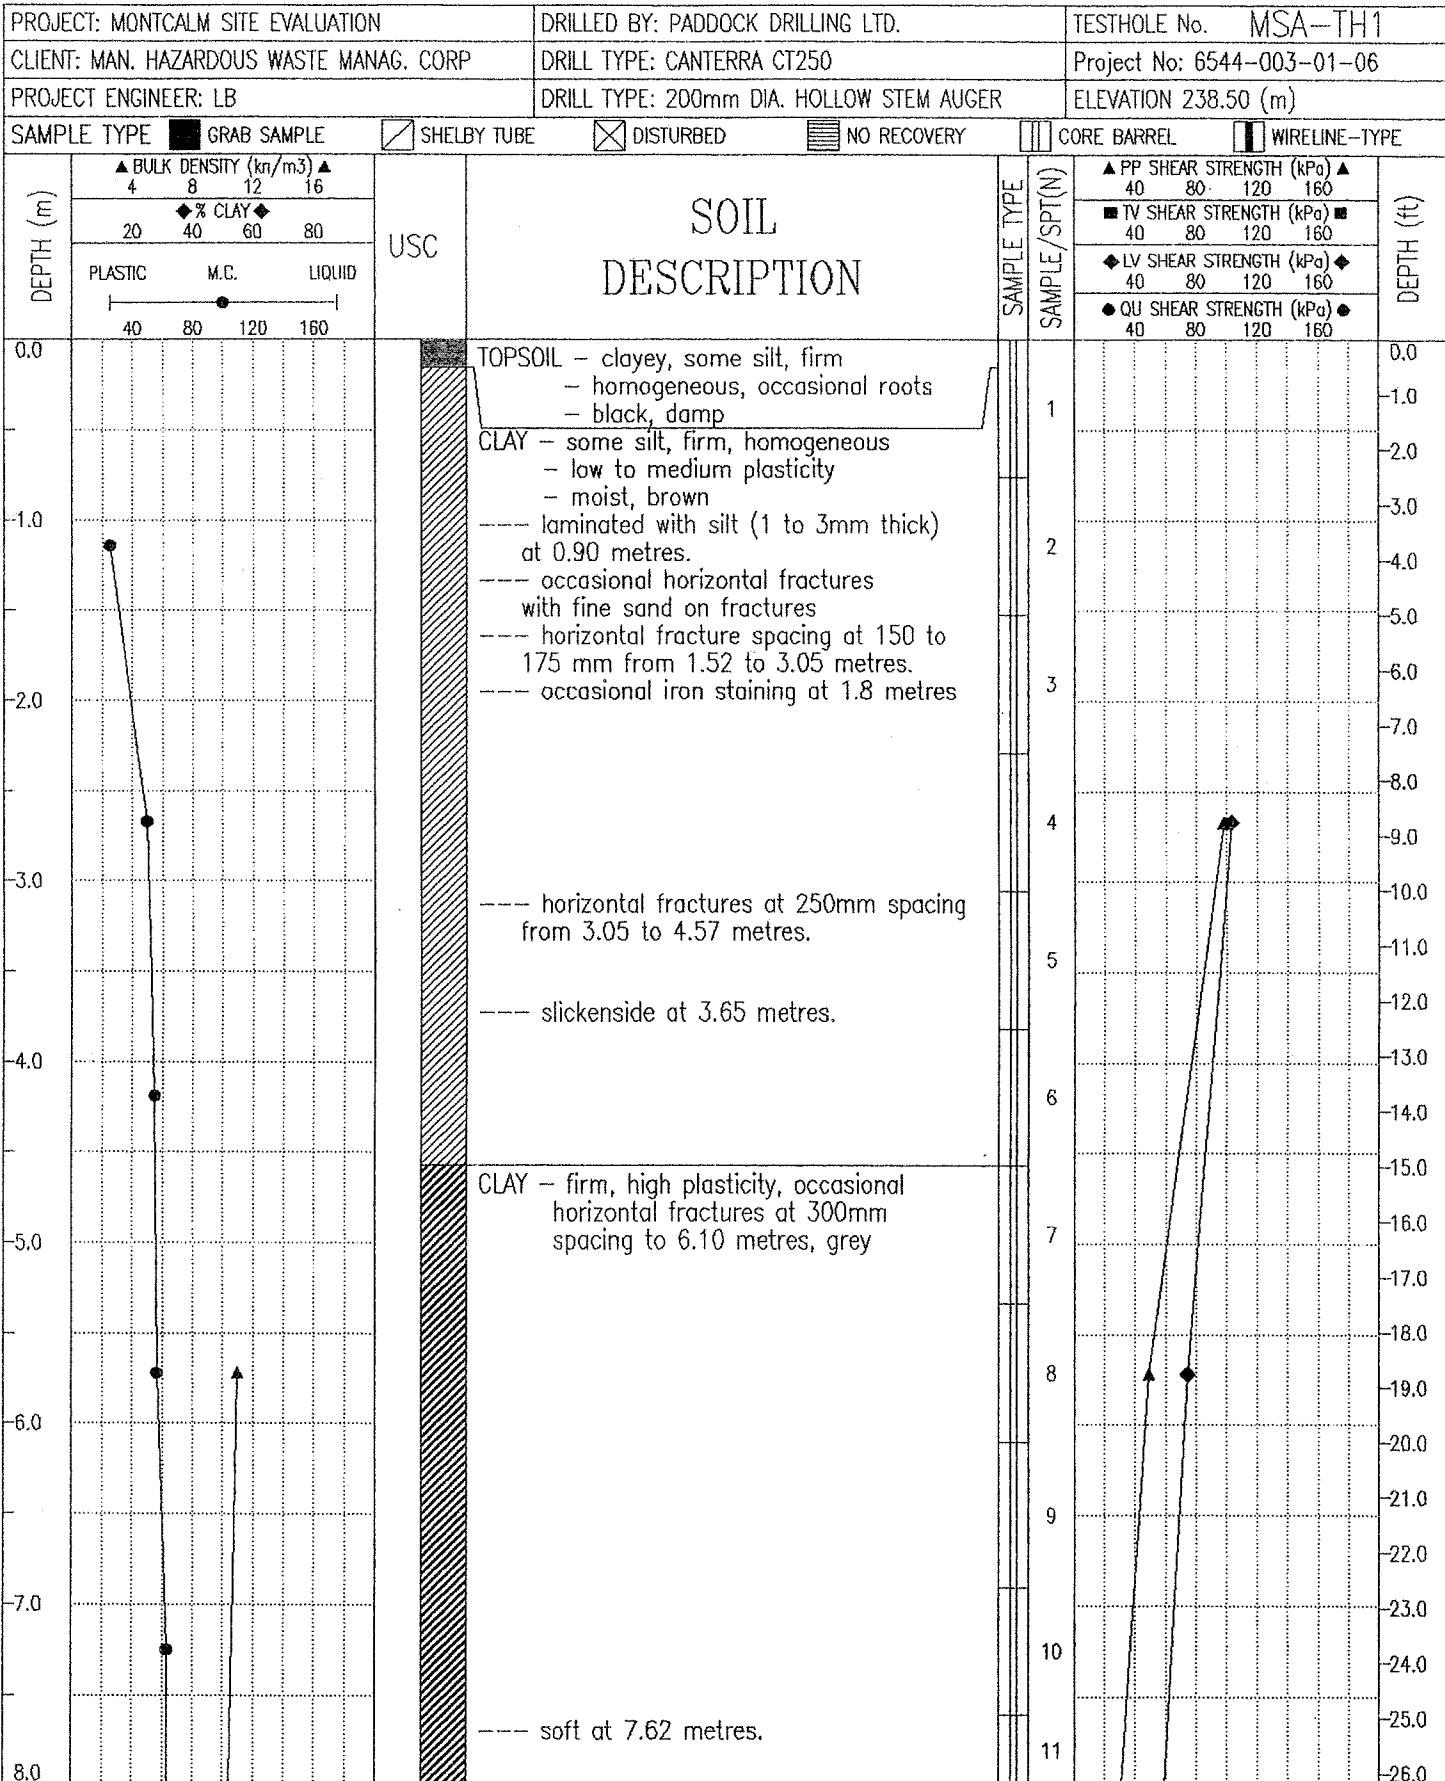 PROJECT: MONTCALM SITE EVALUATION
DRILLED BY: PADDOCK DRILLING LTD.
TESTHOLE No. MSA-TH1
CLIENT: MAN. HAZARDOUS WASTE MANAG. CORP
DRILL TYPE: CANTERRA CT250
Project No: 6544-003-01-06
PROJECT ENGINEER: LB
DRILL TYPE: 200mm DIA. HOLLOW STEM AUGER
ELEVATION 238.50 (m)
SAMPLE TYPE
GRAB SAMPLE
SHELBY TUBE
DISTURBED
NO RECOVERY
CORE BARREL
WIRELINE-TYPE
DEPTH (m)
▲ BULK DENSITY (kn/m3) ▲
4 8 12 16
◆ % CLAY ◆
20 40 60 80
PLASTIC M.C. LIQUID
40 80 120 160
USC
SOIL
DESCRIPTION
SAMPLE TYPE
SAMPLE/SPT(N)
▲ PP SHEAR STRENGTH (kPa) ▲
40 80 120 160
■ TV SHEAR STRENGTH (kPa) ■
40 80 120 160
◆ LV SHEAR STRENGTH (kPa) ◆
40 80 120 160
● QU SHEAR STRENGTH (kPa) ●
40 80 120 160
DEPTH (ft)
0.0
1.0
2.0
3.0
4.0
5.0
6.0
7.0
8.0
TOPSOIL – clayey, some silt, firm
– homogeneous, occasional roots
– black, damp
CLAY – some silt, firm, homogeneous
– low to medium plasticity
– moist, brown
––– laminated with silt (1 to 3mm thick)
at 0.90 metres.
––– occasional horizontal fractures
with fine sand on fractures
––– horizontal fracture spacing at 150 to
175 mm from 1.52 to 3.05 metres.
––– occasional iron staining at 1.8 metres
––– horizontal fractures at 250mm spacing
from 3.05 to 4.57 metres.
––– slickenside at 3.65 metres.
CLAY – firm, high plasticity, occasional
horizontal fractures at 300mm
spacing to 6.10 metres, grey
––– soft at 7.62 metres.
1
2
3
4
5
6
7
8
9
10
11
0.0
1.0
2.0
3.0
4.0
5.0
6.0
7.0
8.0
9.0
10.0
11.0
12.0
13.0
14.0
15.0
16.0
17.0
18.0
19.0
20.0
21.0
22.0
23.0
24.0
25.0
26.0